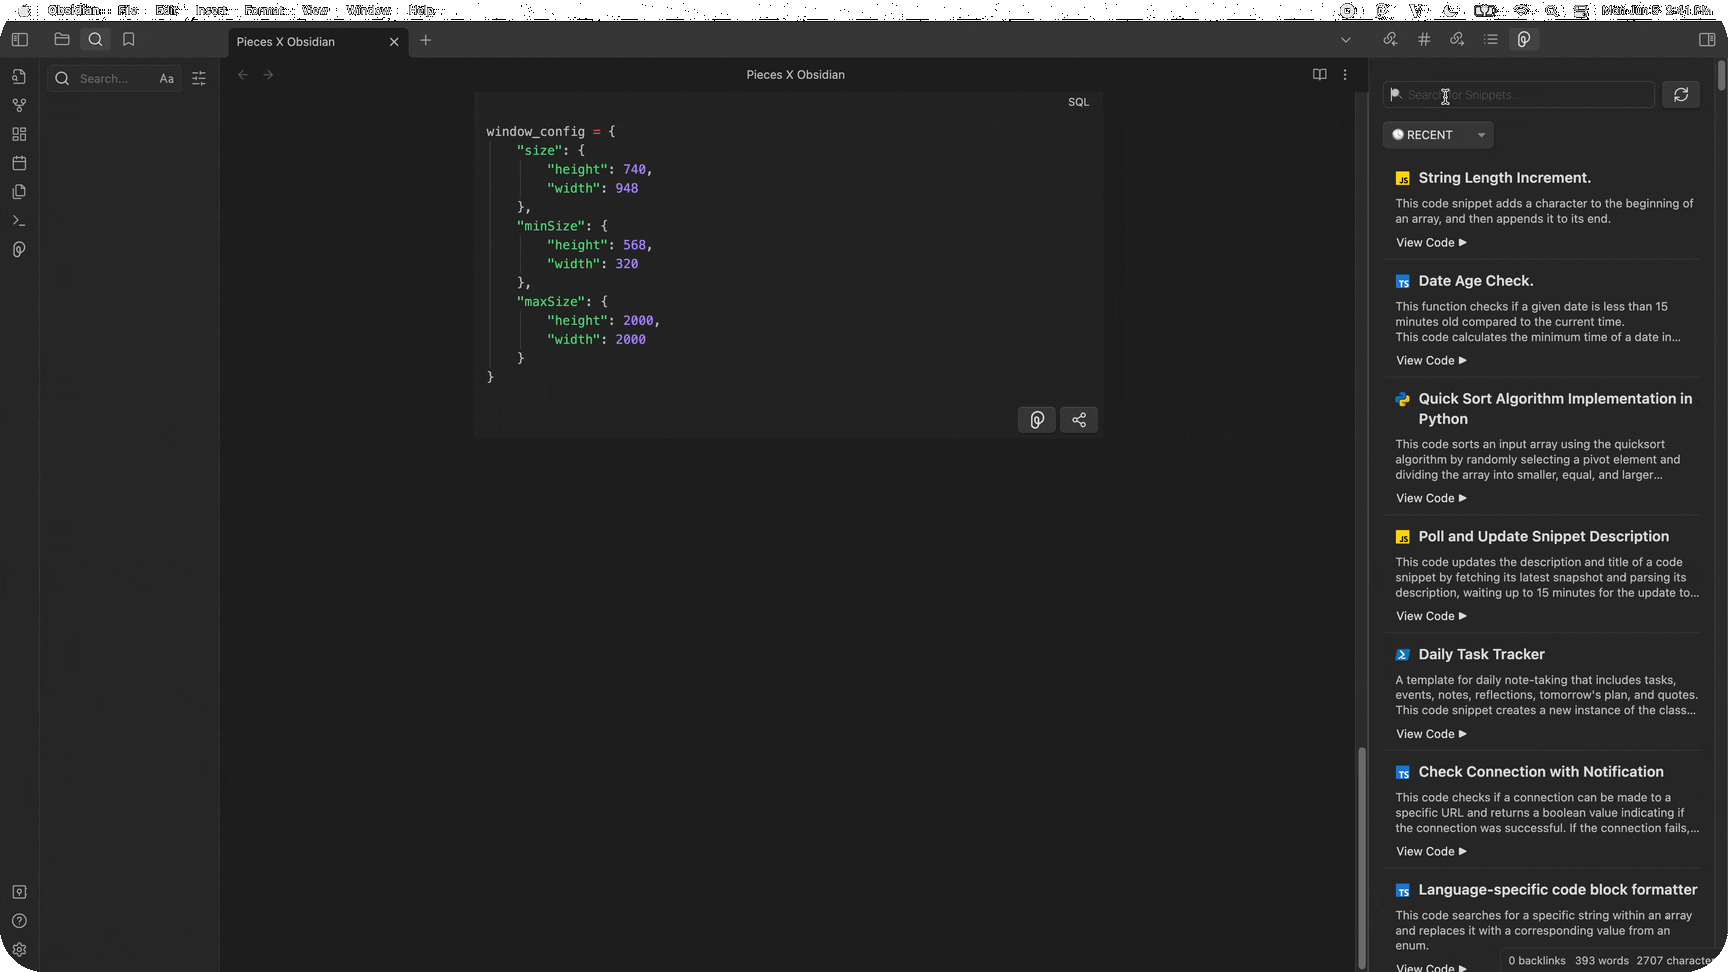 Obsidian File Edit Insert Format View Window Help
Pieces X Obsidian
Search...
Aa
Pieces X Obsidian
SQL
window_config = {
"size": {
"height": 740,
"width": 948
},
"minSize": {
"height": 568,
"width": 320
},
"maxSize": {
"height": 2000,
"width": 2000
}
}
Search for Snippets...
RECENT
JS String Length Increment.
This code snippet adds a character to the beginning of
an array, and then appends it to its end.
View Code ▶
TS Date Age Check.
This function checks if a given date is less than 15
minutes old compared to the current time.
This code calculates the minimum time of a date in...
View Code ▶
Quick Sort Algorithm Implementation in
Python
This code sorts an input array using the quicksort
algorithm by randomly selecting a pivot element and
dividing the array into smaller, equal, and larger...
View Code ▶
JS Poll and Update Snippet Description
This code updates the description and title of a code
snippet by fetching its latest snapshot and parsing its
description, waiting up to 15 minutes for the update to...
View Code ▶
Daily Task Tracker
A template for daily note-taking that includes tasks,
events, notes, reflections, tomorrow's plan, and quotes.
This code snippet creates a new instance of the class...
View Code ▶
TS Check Connection with Notification
This code checks if a connection can be made to a
specific URL and returns a boolean value indicating if
the connection was successful. If the connection fails,...
View Code ▶
TS Language-specific code block formatter
This code searches for a specific string within an array
and replaces it with a corresponding value from an
enum.
View Code ▶
0 backlinks 393 words 2707 character